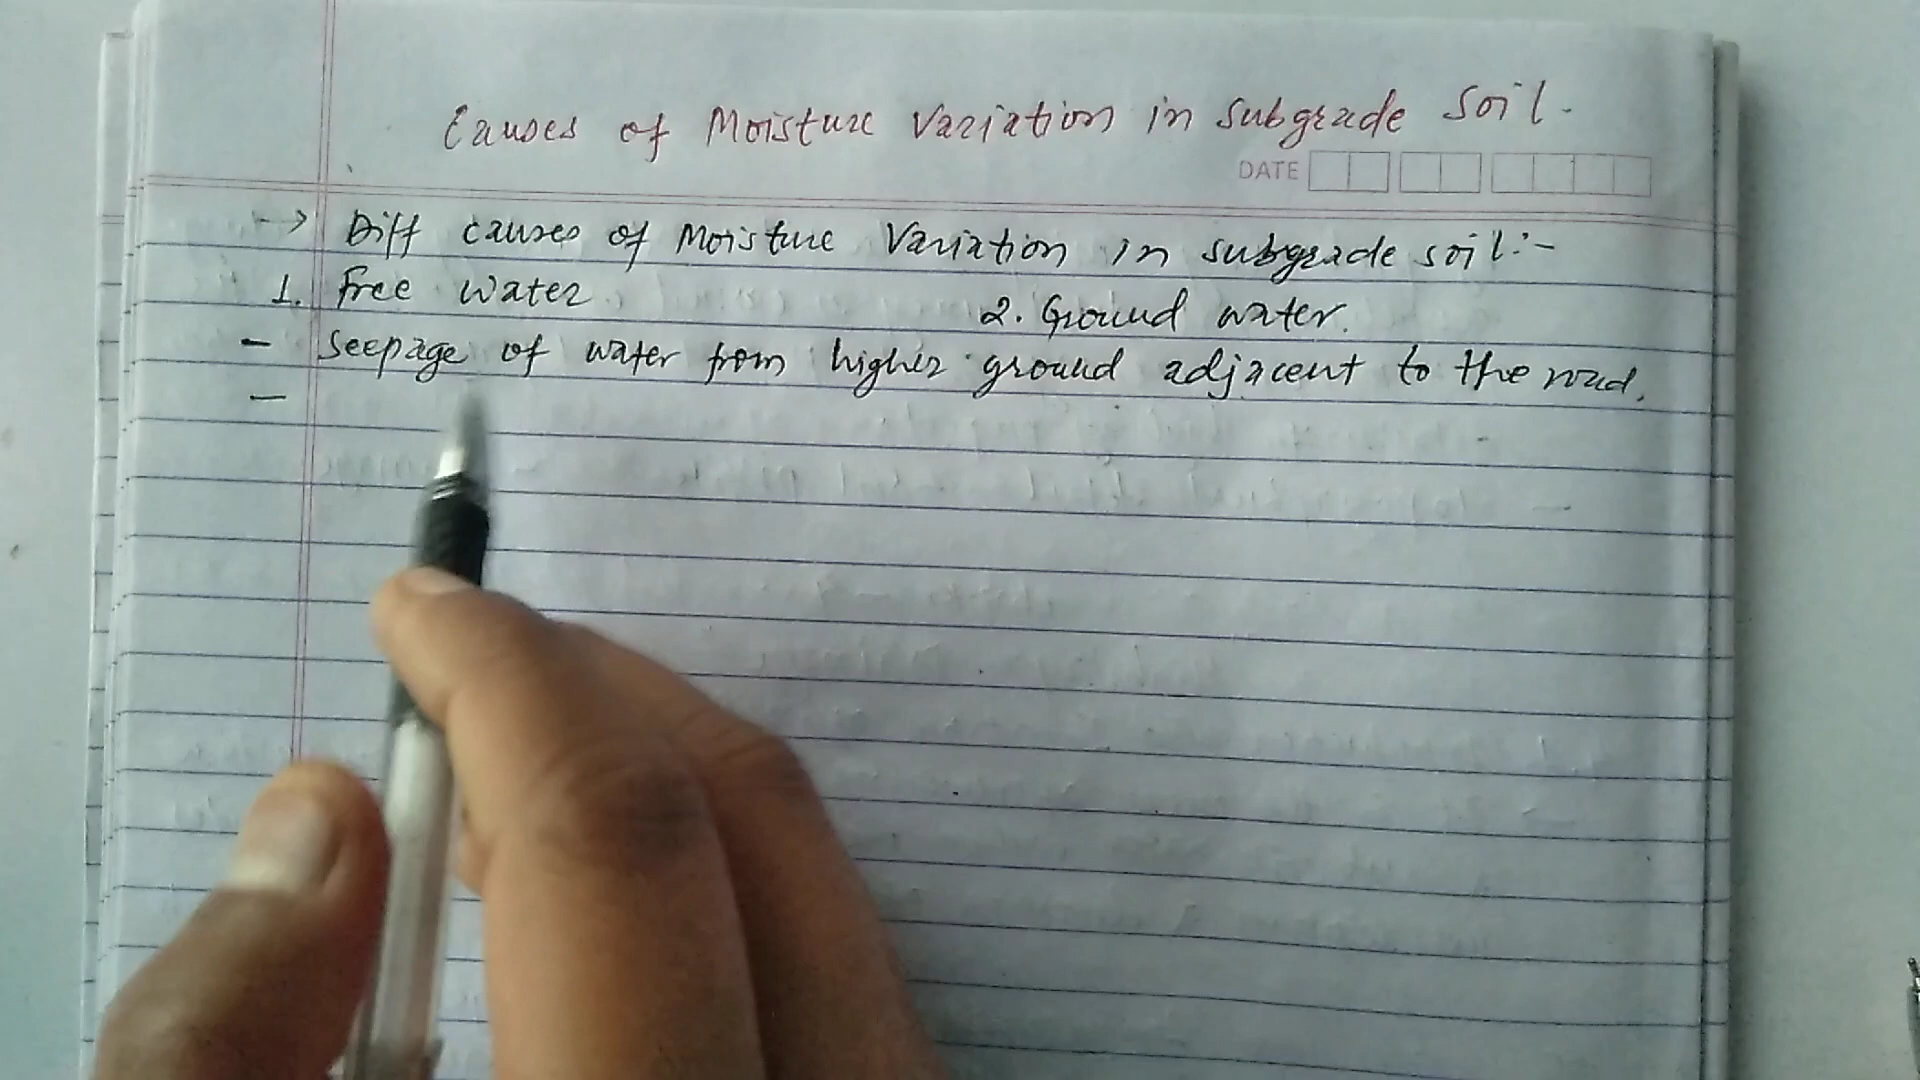 Causes of Moisture Variation in subgrade soil.
DATE
→ Diff causes of Moisture Variation in subgrade soil:-
1. Free water. 2. Ground water.
- Seepage of water from higher ground adjacent to the road.
-